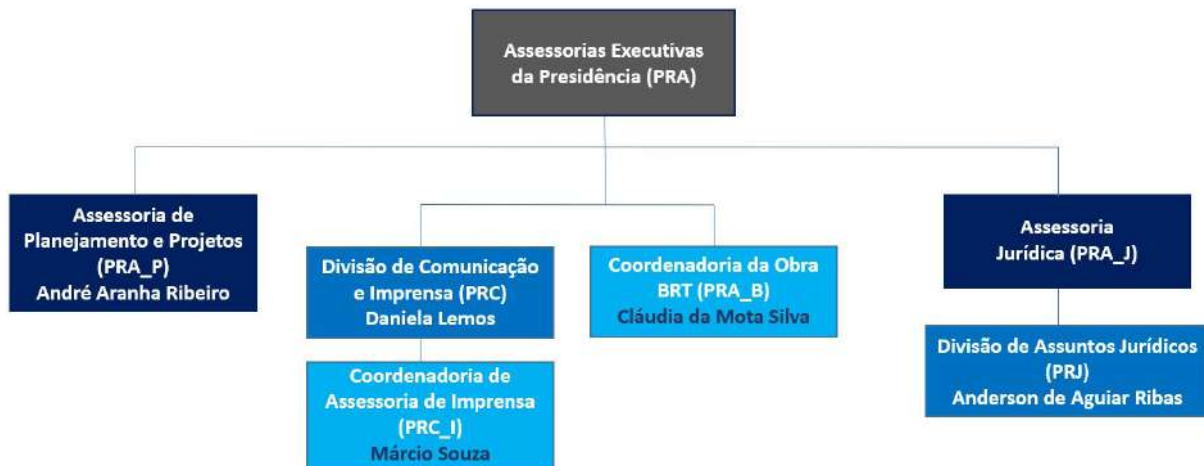 Assessorias Executivas
da Presidência (PRA)
Assessoria de
Planejamento e Projetos
(PRA_P)
André Aranha Ribeiro
Divisão de Comunicação
e Imprensa (PRC)
Daniela Lemos
Coordenadoria de
Assessoria de Imprensa
(PRC_I)
Márcio Souza
Coordenadoria da Obra
BRT (PRA_B)
Cláudia da Mota Silva
Assessoria
Jurídica (PRA_J)
Divisão de Assuntos Jurídicos
(PRJ)
Anderson de Aguiar Ribas